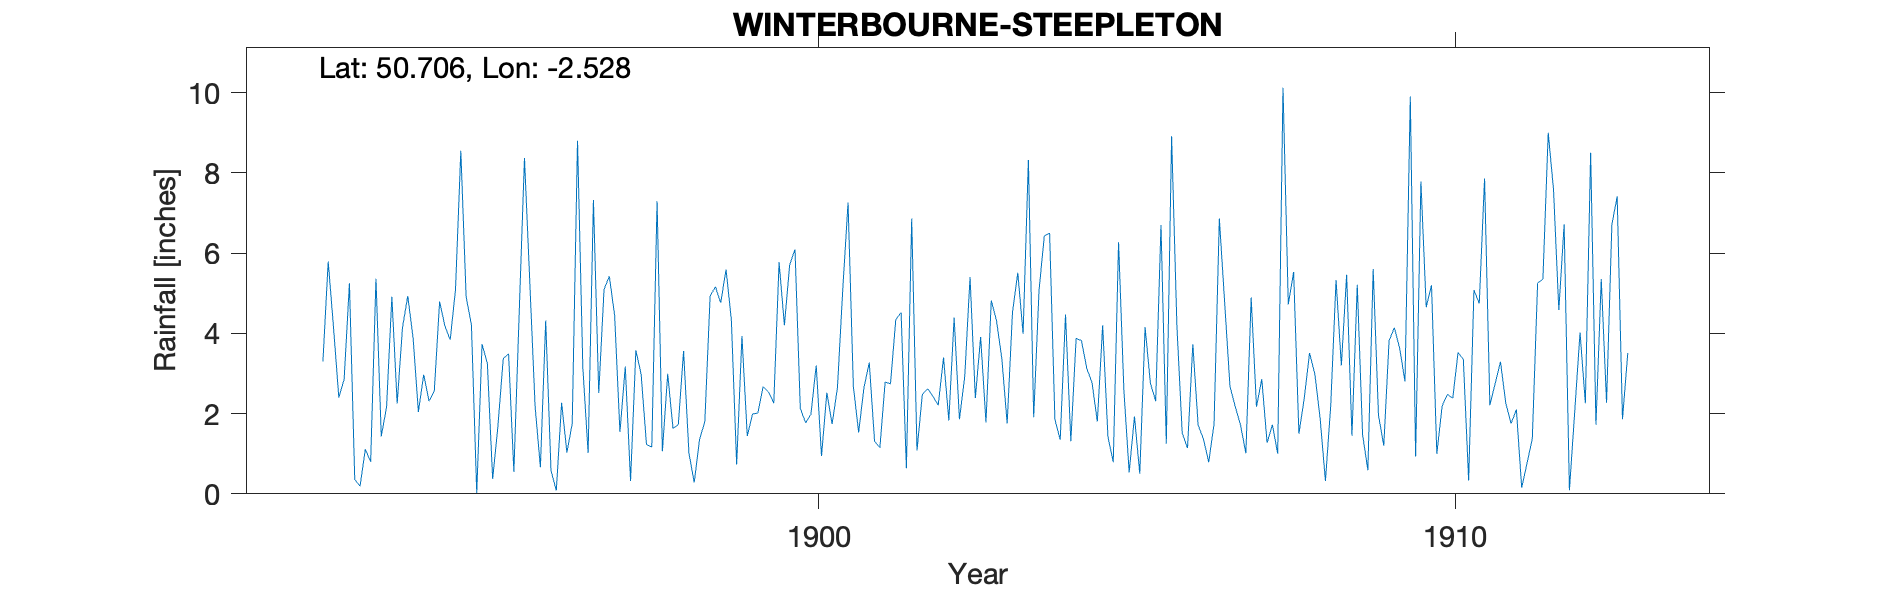 WINTERBOURNE-STEEPLETON
Lat: 50.706, Lon: -2.528
10
8
6
4
2
0
Rainfall [inches]
1900
1910
Year